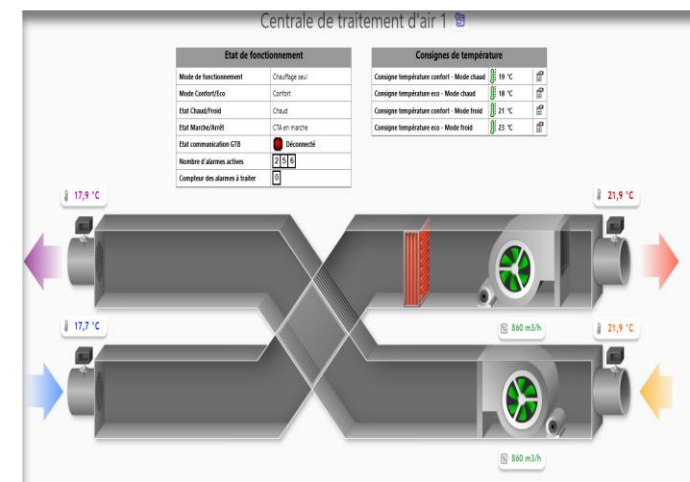 Centrale de traitement d'air 1
Etat de fonctionnement
Mode de fonctionnement Chauffage seul
Mode Confort/Eco Confort
Etat Chaud/Froid Chaud
Etat Marche/Arrêt CTA en marche
Etat communication GTB Déconnecté
Nombre d'alarmes actives 256
Compteur des alarmes à traiter 0
Consignes de température
Consigne température confort - Mode chaud 19 °C
Consigne température eco - Mode chaud 18 °C
Consigne température confort - Mode froid 21 °C
Consigne température eco - Mode froid 23 °C
17,9 °C
21,9 °C
17,7 °C
860 m3/h
21,9 °C
860 m3/h